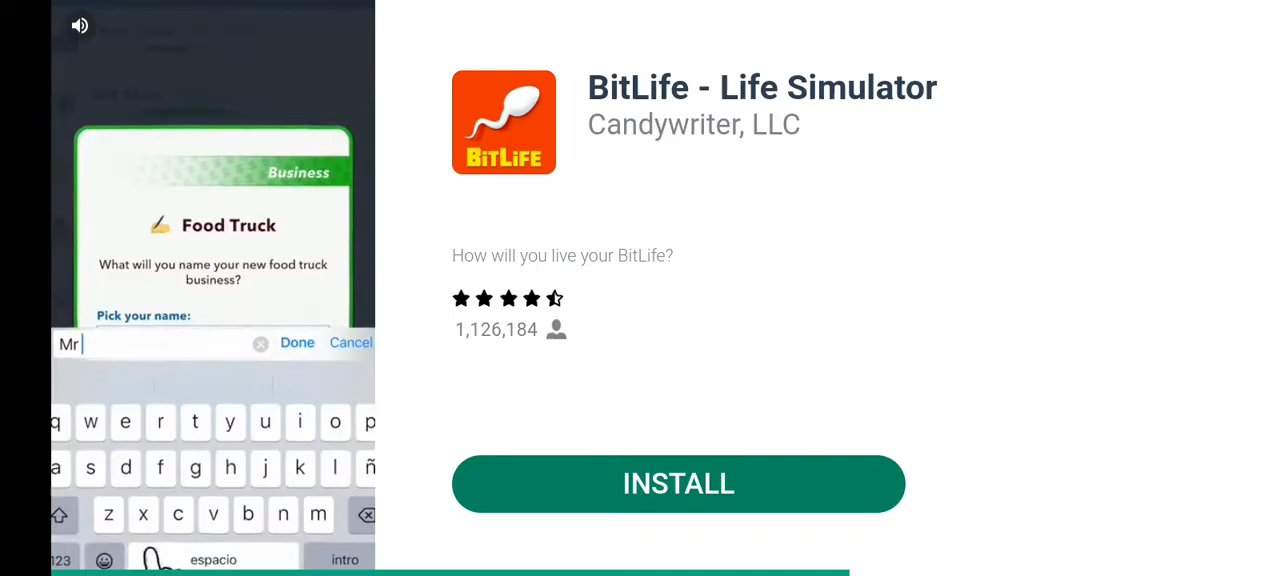 Business
✍ Food Truck
What will you name your new food truck
business?
Pick your name:
Mr
Done Cancel
q w e r t y u i o p
a s d f g h j k l ñ
z x c v b n m
123 espacio intro
BitLife - Life Simulator
Candywriter, LLC
BITLIFE
How will you live your BitLife?
1,126,184
INSTALL